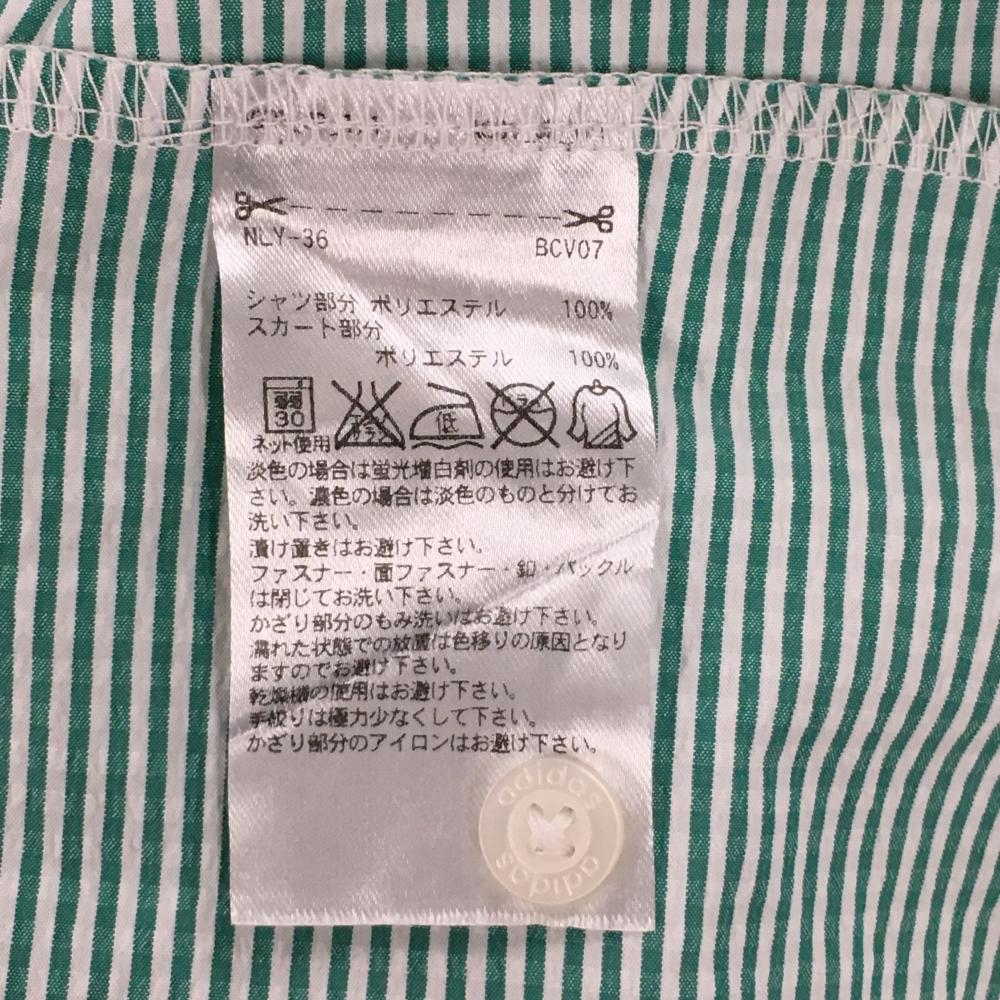 NLY-36
BCV07
シャツ部分 ポリエステル 100%
スカート部分
ポリエステル 100%
弱 30 エンソ サラシ 低 ドライ
ネット使用
淡色の場合は蛍光増白剤の使用はお避け下
さい。濃色の場合は淡色のものと分けてお
洗い下さい。
漬け置きはお避け下さい。
ファスナー・面ファスナー・釦・バックル
は閉じてお洗い下さい。
かざり部分のもみ洗いはお避け下さい。
濡れた状態での放置は色移りの原因となり
ますのでお避け下さい。
乾燥機の使用はお避け下さい。
手絞りは極力少なくして下さい。
かざり部分のアイロンはお避け下さい。
adidas
adidas